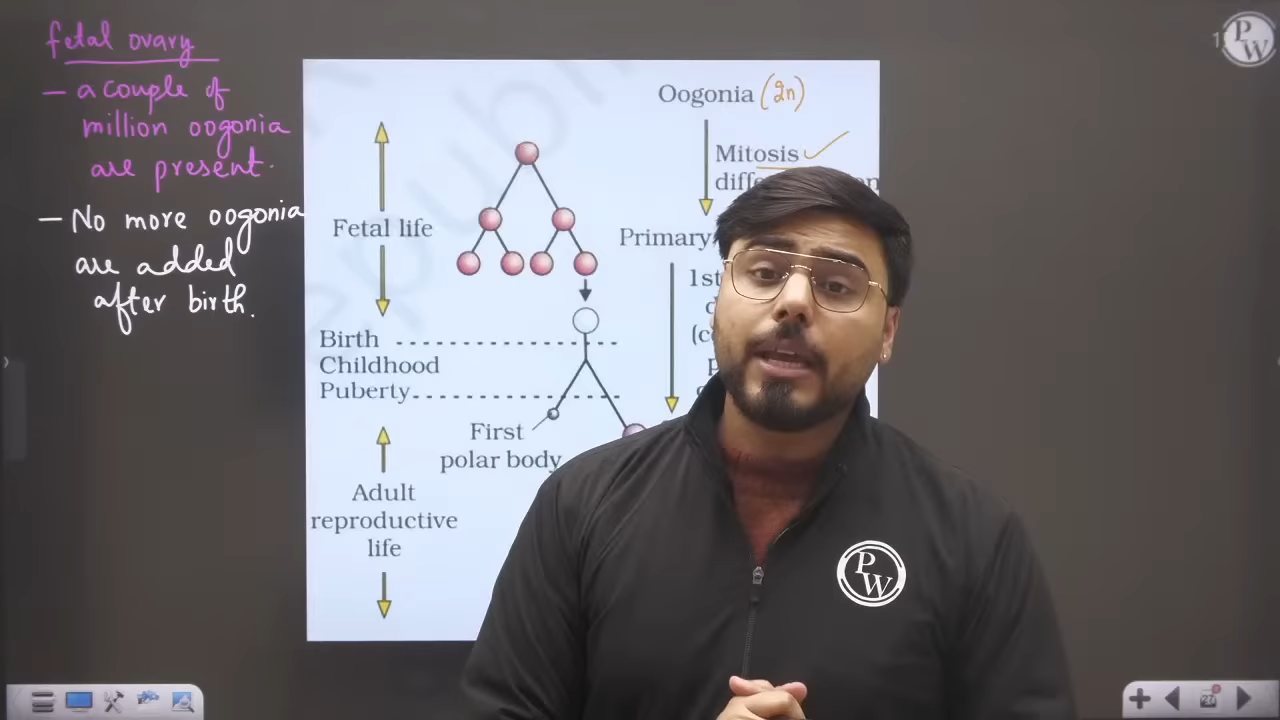 fetal ovary
– a couple of
million oogonia
are present.
– No more oogonia
are added
after birth.
Oogonia (2n)
Mitosis ✓
Primary
1st
Fetal life
Birth
Childhood
Puberty
First
polar body
Adult
reproductive
life
PW
PW